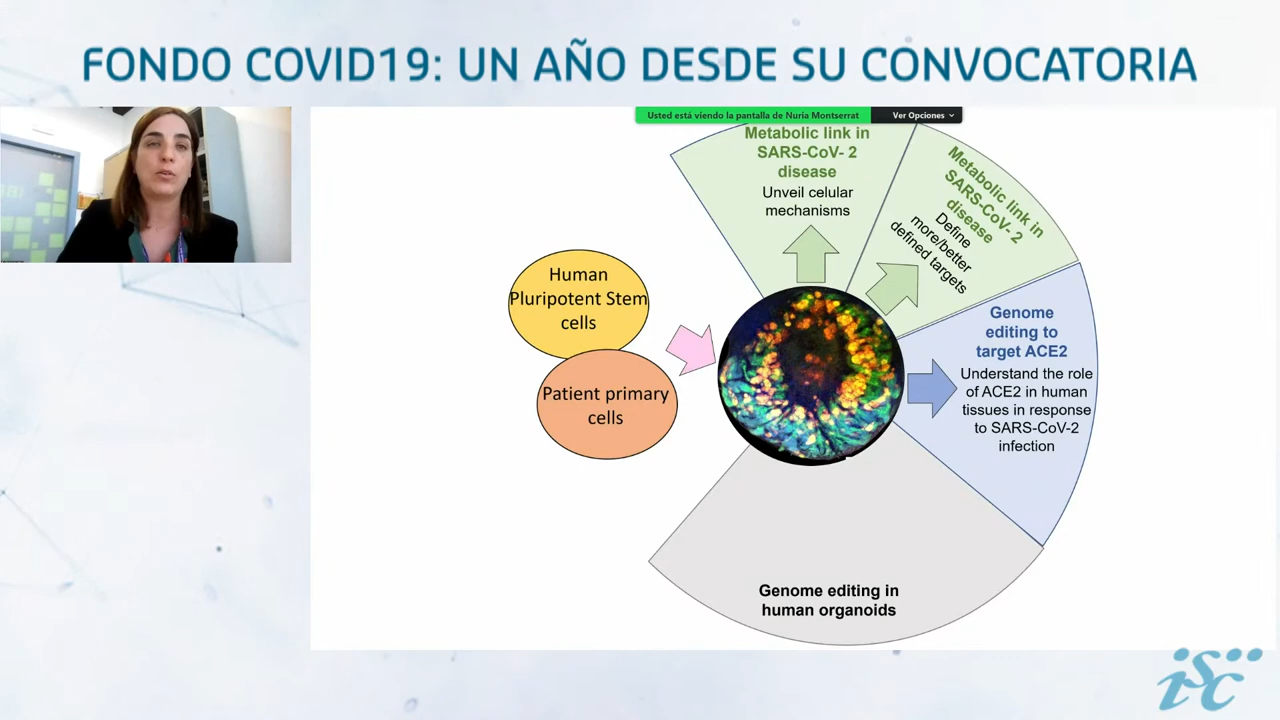 FONDO COVID19: UN AÑO DESDE SU CONVOCATORIA
Usted está viendo la pantalla de Nuria Montserrat
Ver Opciones
Metabolic link in
SARS-CoV- 2
disease
Unveil celular
mechanisms
Metabolic link in
SARS-CoV- 2
disease
Define
more/better
defined targets
Human
Pluripotent Stem
cells
Patient primary
cells
Genome
editing to
target ACE2
Understand the role
of ACE2 in human
tissues in response
to SARS-CoV-2
infection
Genome editing in
human organoids
isc